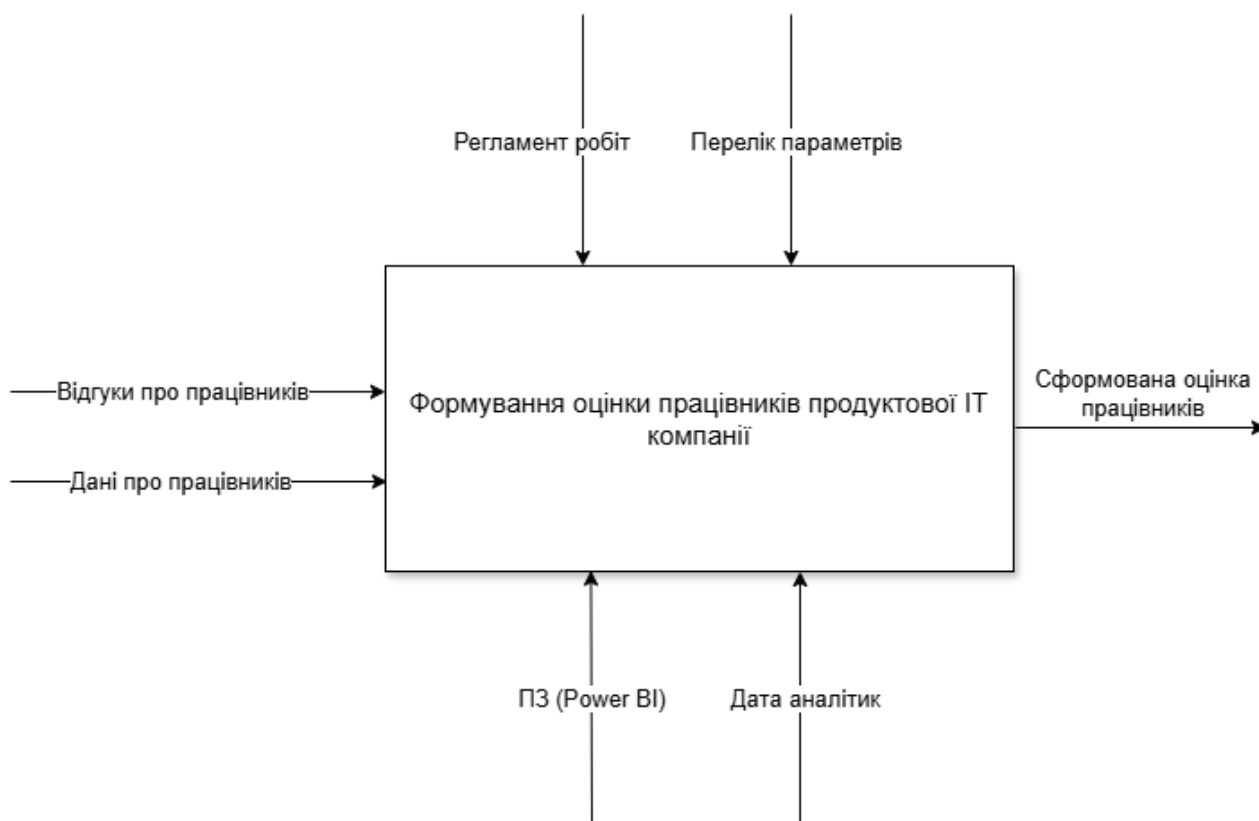 Регламент робіт
Перелік параметрів
Відгуки про працівників
Дані про працівників
Формування оцінки працівників продуктової ІТ
компанії
Сформована оцінка
працівників
ПЗ (Power BI)
Дата аналітик